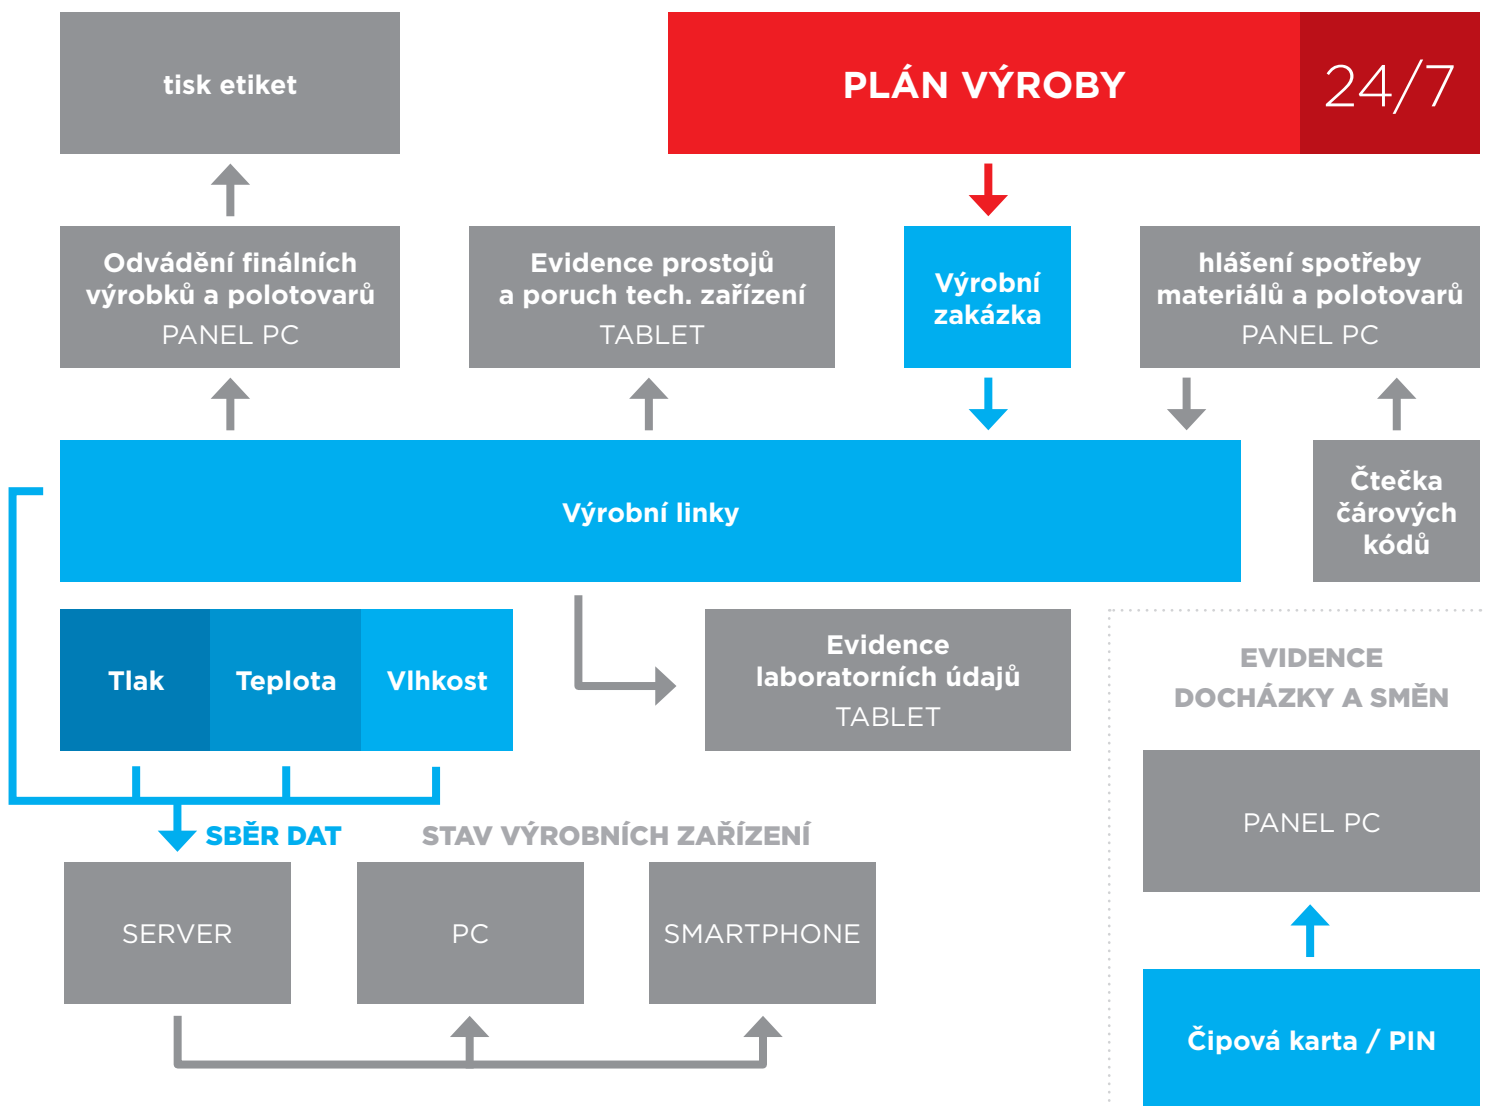 tisk etiket
PLÁN VÝROBY
24/7
Odvádění finálních
výrobků a polotovarů
PANEL PC
Evidence prostojů
a poruch tech. zařízení
TABLET
Výrobní
zakázka
hlášení spotřeby
materiálů a polotovarů
PANEL PC
Výrobní linky
Čtečka
čárových
kódů
Tlak
Teplota
Vlhkost
Evidence
laboratorních údajů
TABLET
EVIDENCE
DOCHÁZKY A SMĚN
PANEL PC
SBĚR DAT
STAV VÝROBNÍCH ZAŘÍZENÍ
SERVER
PC
SMARTPHONE
Čipová karta / PIN